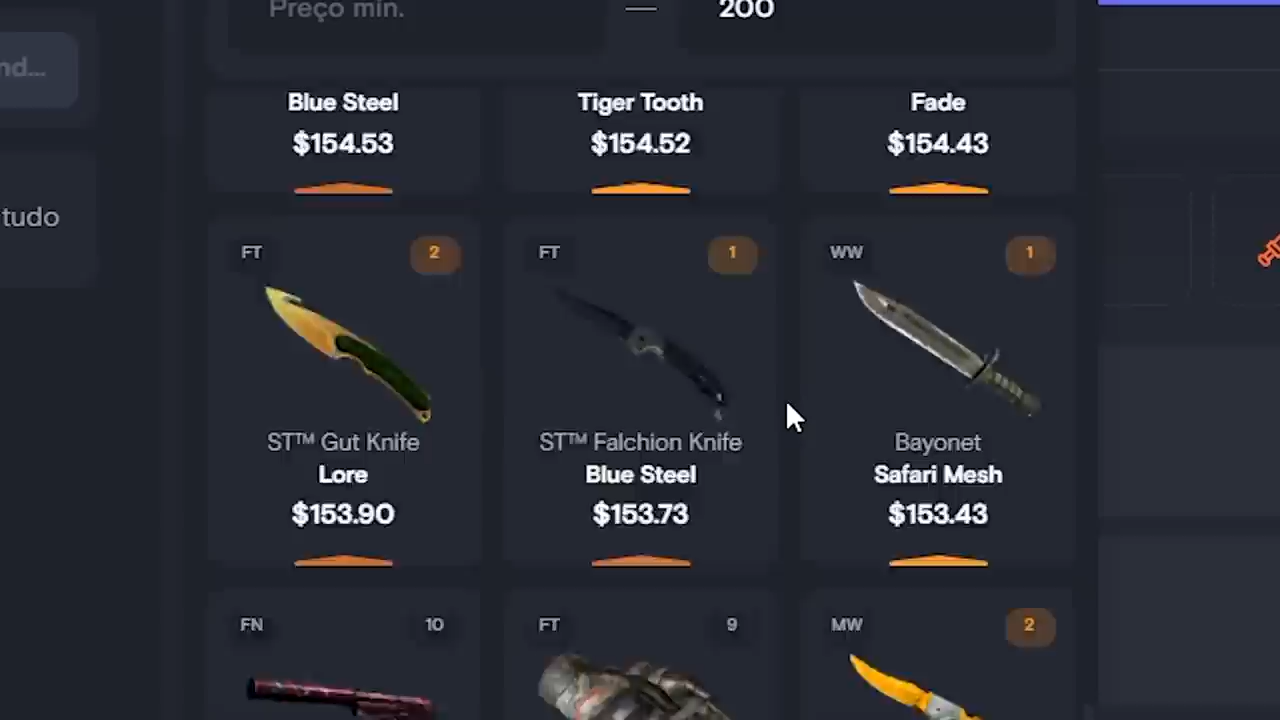 Preço mín.
200
nd...
Blue Steel
Tiger Tooth
Fade
$154.53
$154.52
$154.43
tudo
FT
2
FT
1
WW
1
ST™ Gut Knife
ST™ Falchion Knife
Bayonet
Lore
Blue Steel
Safari Mesh
$153.90
$153.73
$153.43
FN
10
FT
9
MW
2